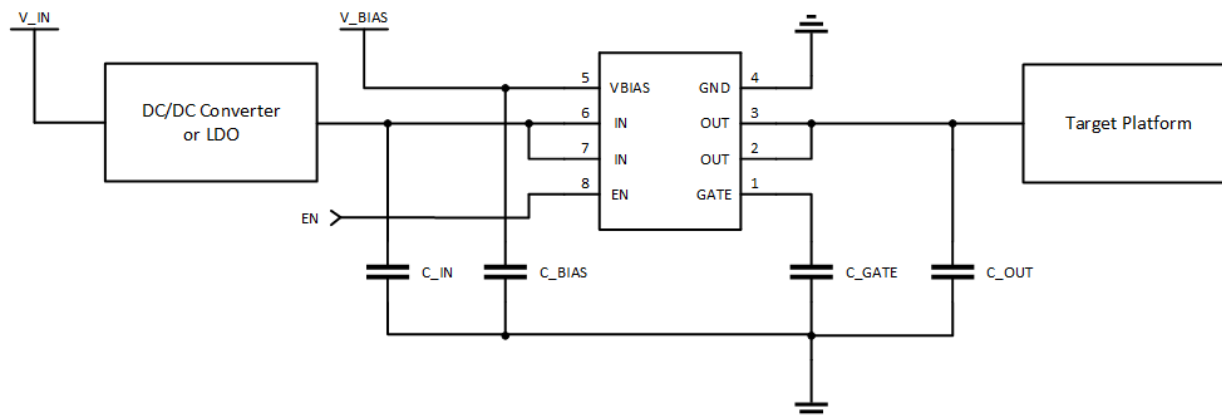 V_IN
V_BIAS
DC/DC Converter
or LDO
5
VBIAS
GND
4
6
IN
OUT
3
7
IN
OUT
2
8
EN
GATE
1
Target Platform
EN
C_IN
C_BIAS
C_GATE
C_OUT